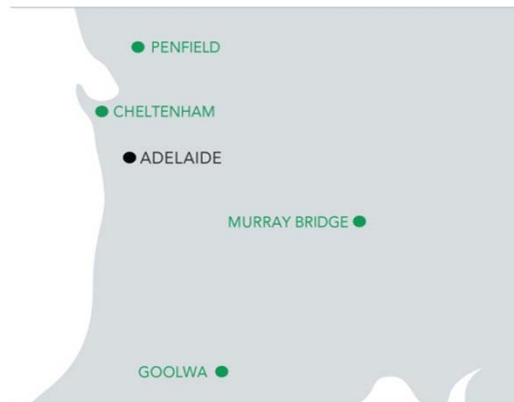 PENFIELD
CHELTENHAM
ADELAIDE
MURRAY BRIDGE
GOOLWA